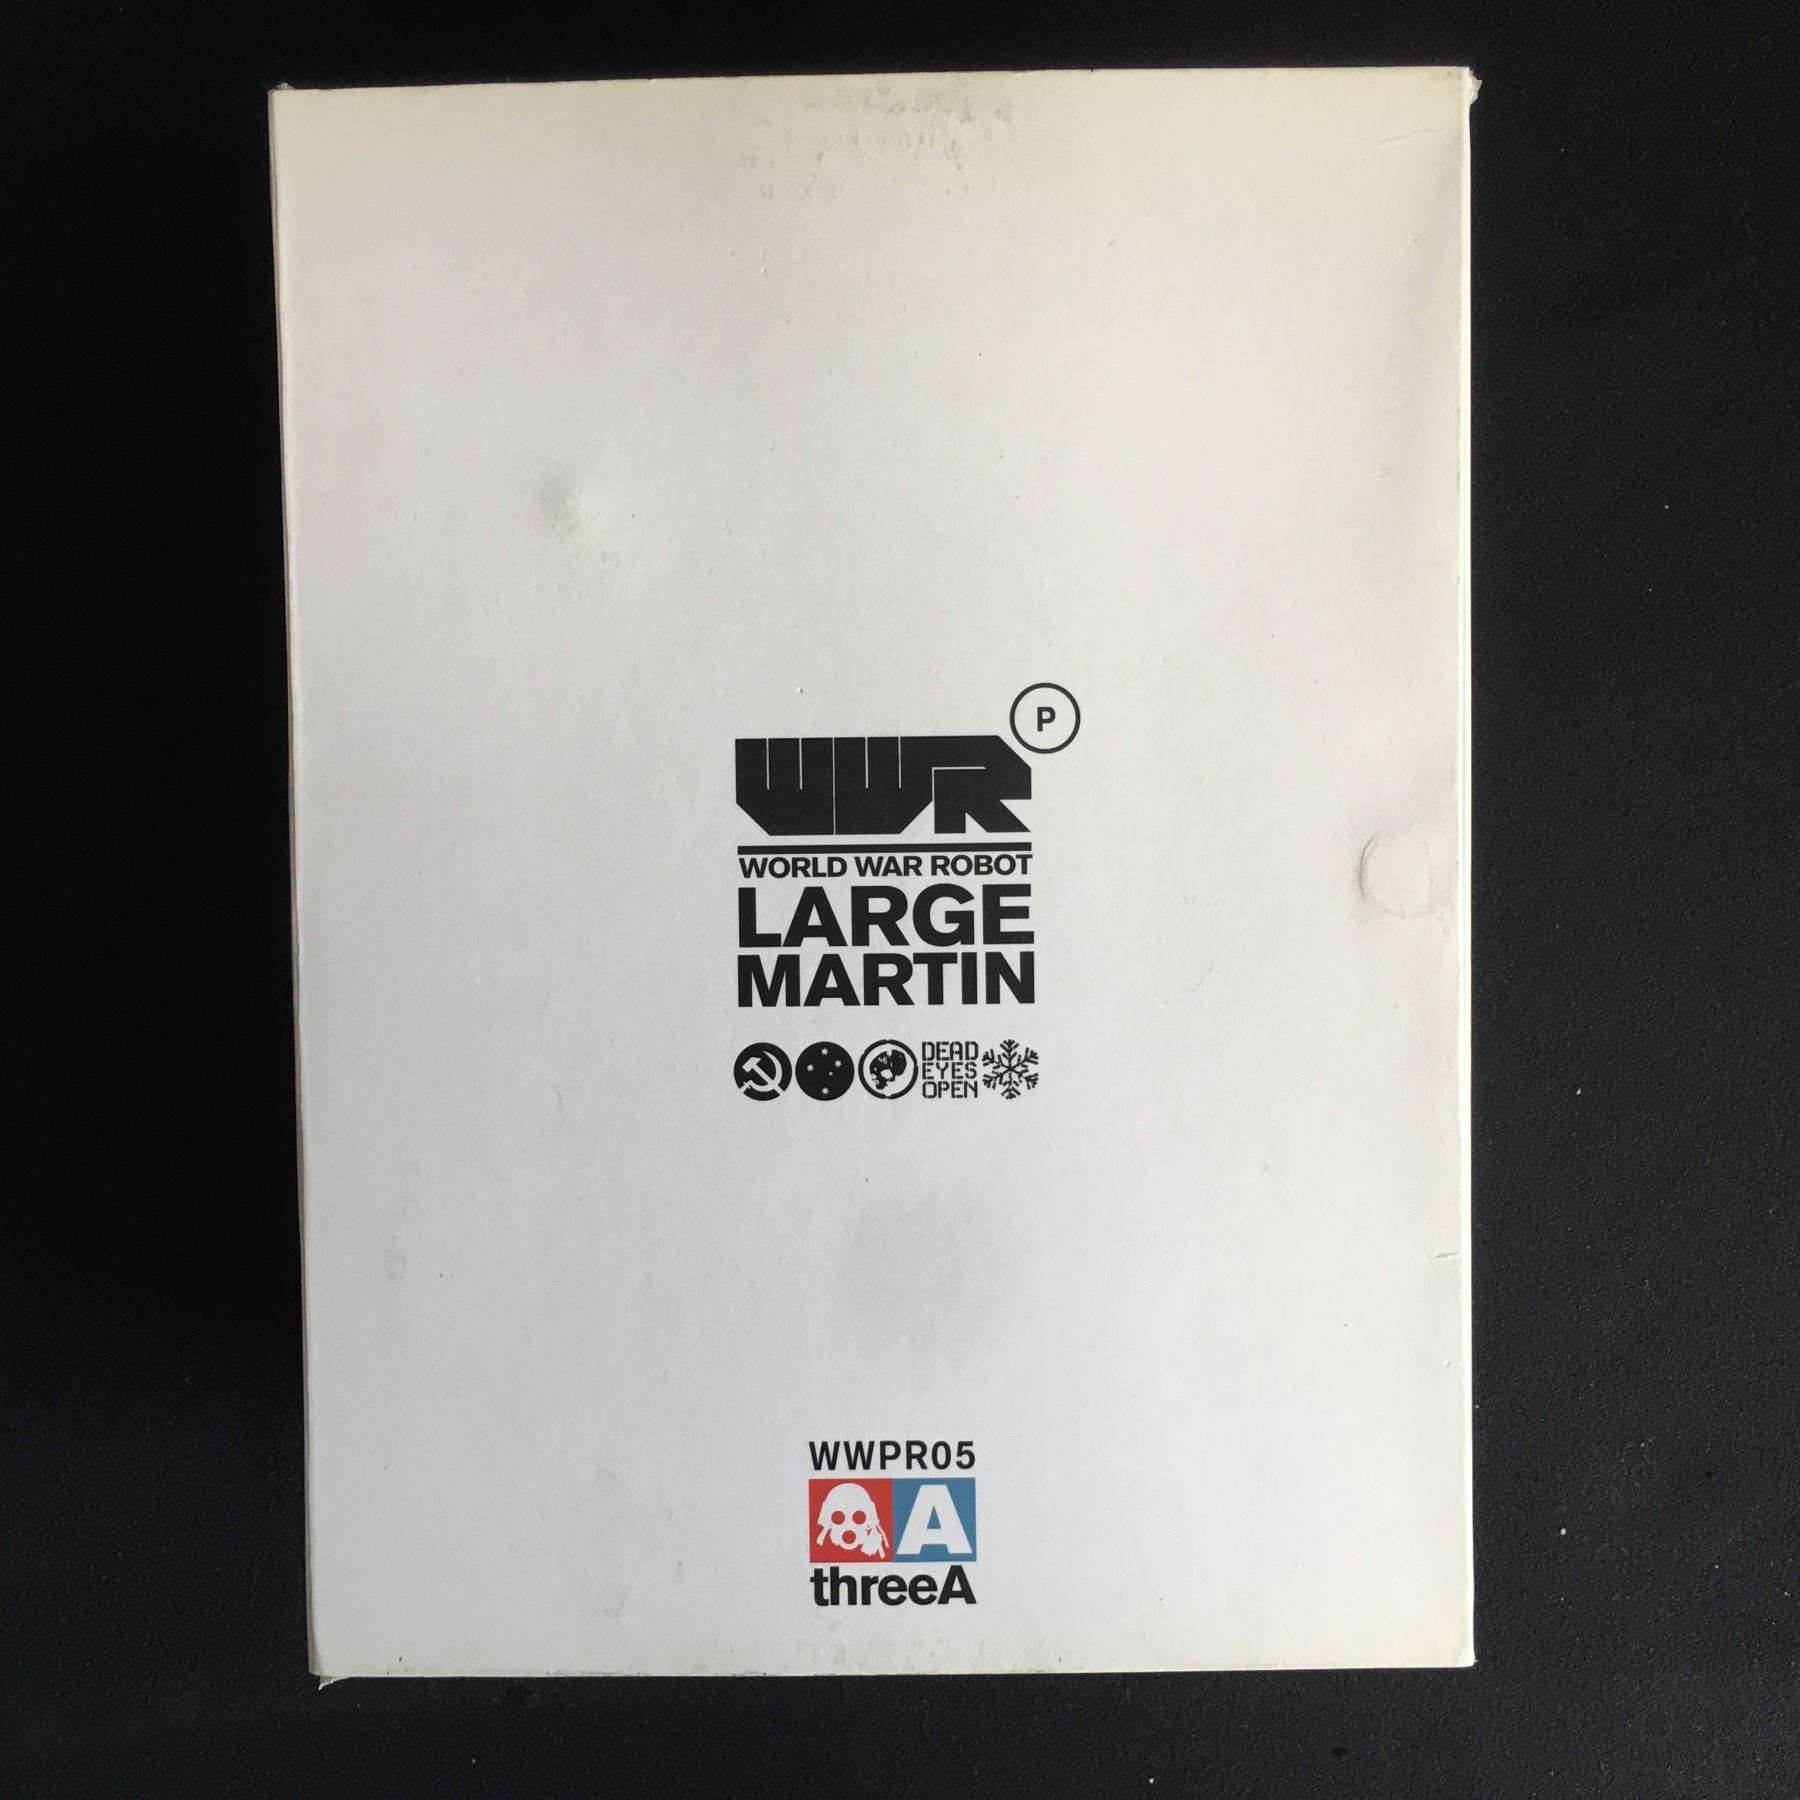 P
WWR
WORLD WAR ROBOT
LARGE
MARTIN
DEAD
EYES
OPEN
WWPR05
A
threeA